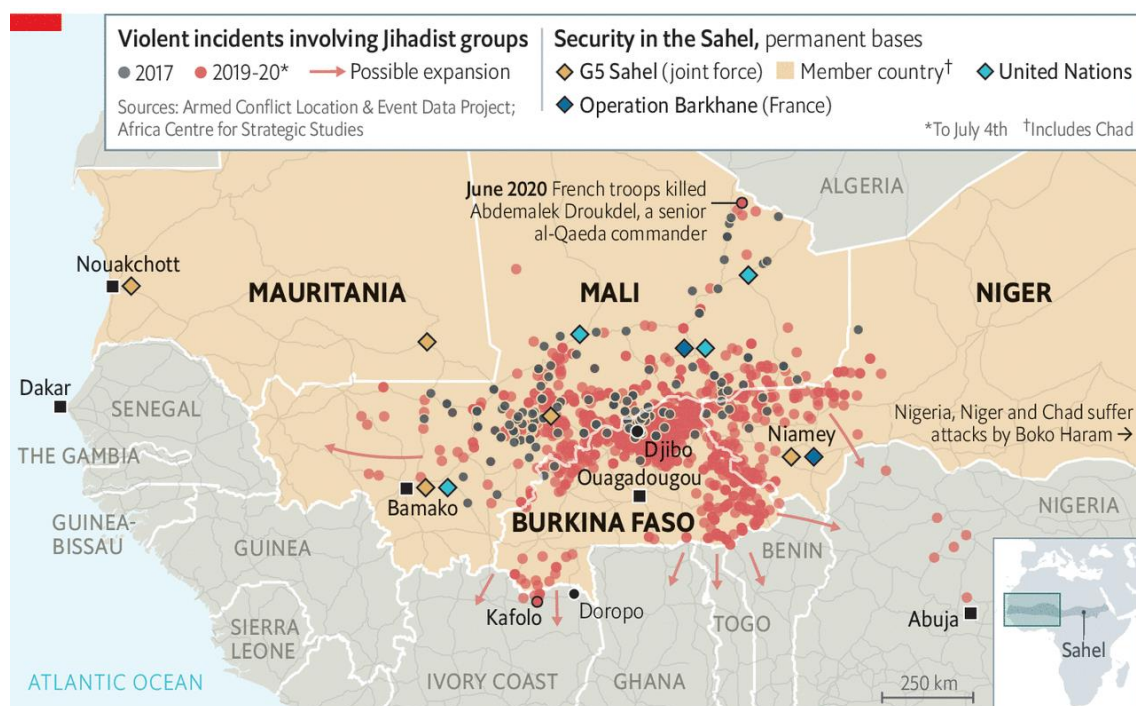 Violent incidents involving Jihadist groups
2017
2019-20*
Possible expansion
Sources: Armed Conflict Location & Event Data Project;
Africa Centre for Strategic Studies
Security in the Sahel, permanent bases
G5 Sahel (joint force)
Member country†
United Nations
Operation Barkhane (France)
*To July 4th †Includes Chad
ALGERIA
June 2020 French troops killed
Abdemalek Droukdel, a senior
al-Qaeda commander
Nouakchott
MAURITANIA
MALI
NIGER
Dakar
SENEGAL
THE GAMBIA
Nigeria, Niger and Chad suffer
attacks by Boko Haram →
Niamey
Djibo
Ouagadougou
Bamako
BURKINA FASO
GUINEA-
BISSAU
GUINEA
NIGERIA
BENIN
Kafolo
Doropo
TOGO
Abuja
SIERRA
LEONE
Sahel
ATLANTIC OCEAN
IVORY COAST
GHANA
250 km